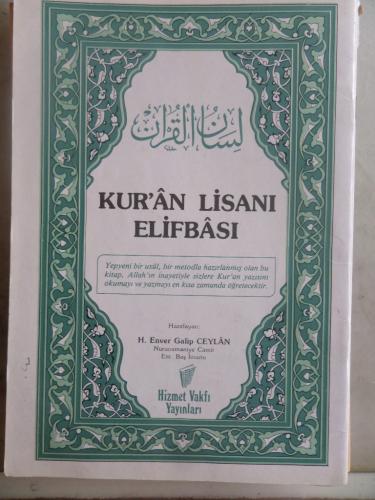 لسان القرآن
KUR'ÂN LİSANI
ELİFBÂSI
Yepyeni bir usûl, bir metodla hazırlanmış olan bu
kitap, Allah'ın inayetiyle sizlere Kur'an yazısını
okumayı ve yazmayı en kısa zamanda öğretecektir.
Hazırlayan:
H. Enver Galip CEYLÂN
Nuruosmaniye Camii
Em. Baş İmamı
Hizmet Vakfı
Yayınları